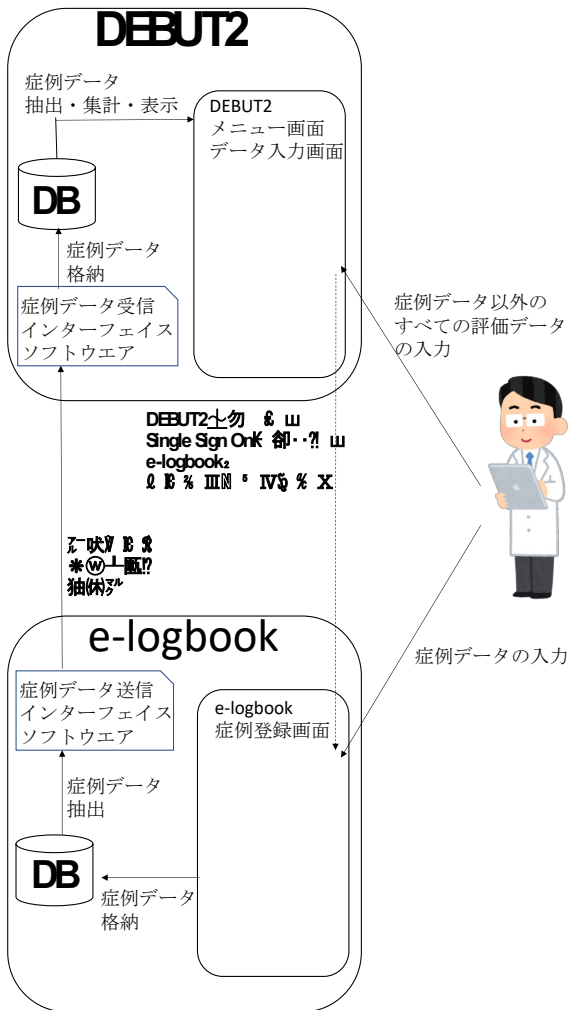 DEBUT2
症例データ
抽出・集計・表示
DEBUT2
メニュー画面
データ入力画面
DB
症例データ
格納
症例データ受信
インターフェイス
ソフトウエア
症例データ以外の
すべての評価データ
の入力
DEBUT2
Single Sign On
e-logbook
e-logbook
症例データの入力
症例データ送信
インターフェイス
ソフトウエア
e-logbook
症例登録画面
症例データ
抽出
DB
症例データ
格納